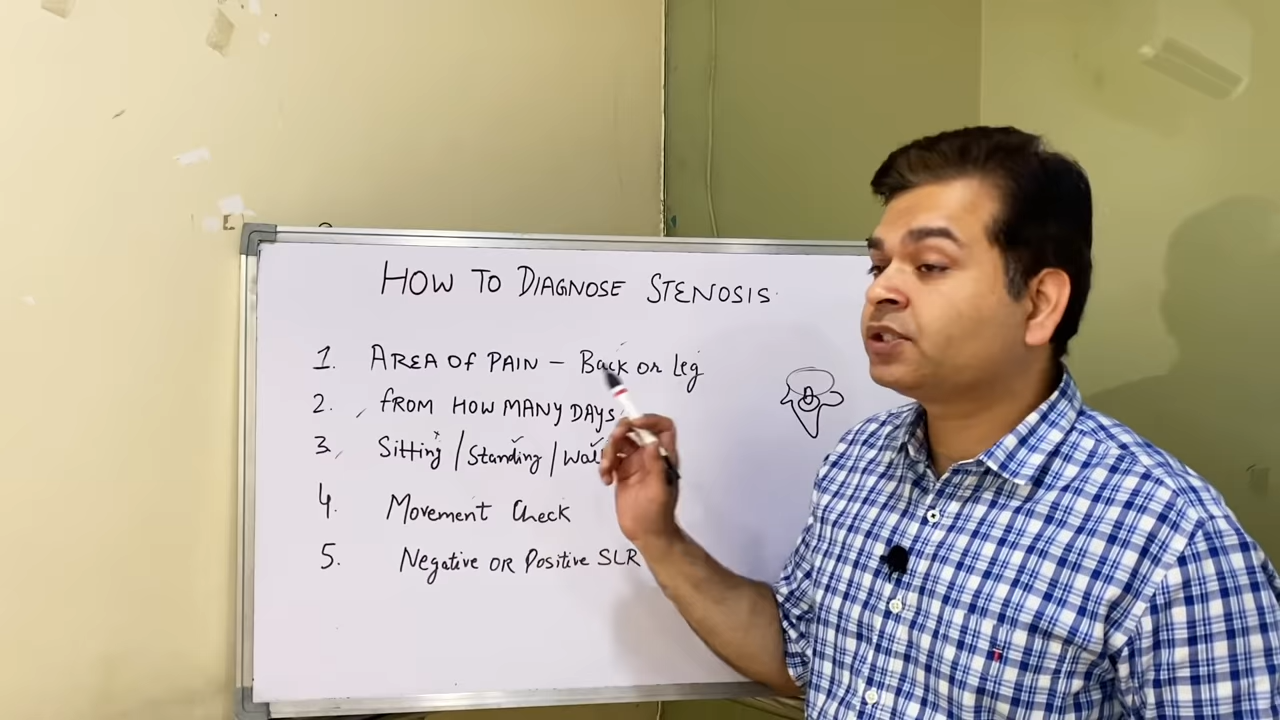 HOW TO DIAGNOSE STENOSIS
1. AREA OF PAIN - Back or Leg
2. FROM HOW MANY DAYS
3. Sitting / Standing /
4. Movement Check
5. Negative OR Positive SLR